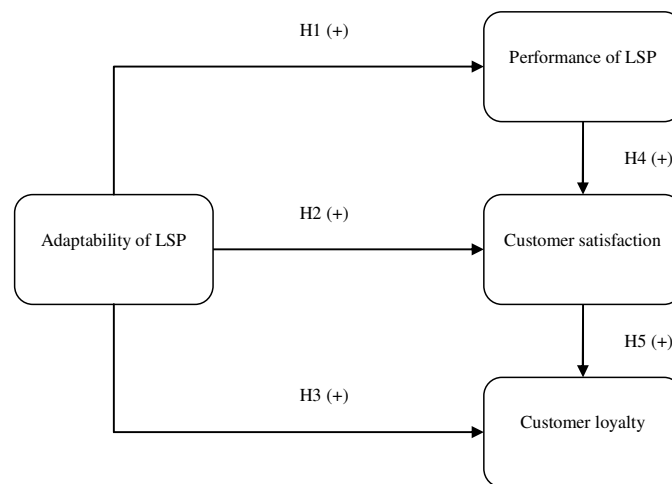 H1 (+)
Performance of LSP
H4 (+)
H2 (+)
Adaptability of LSP
Customer satisfaction
H5 (+)
H3 (+)
Customer loyalty